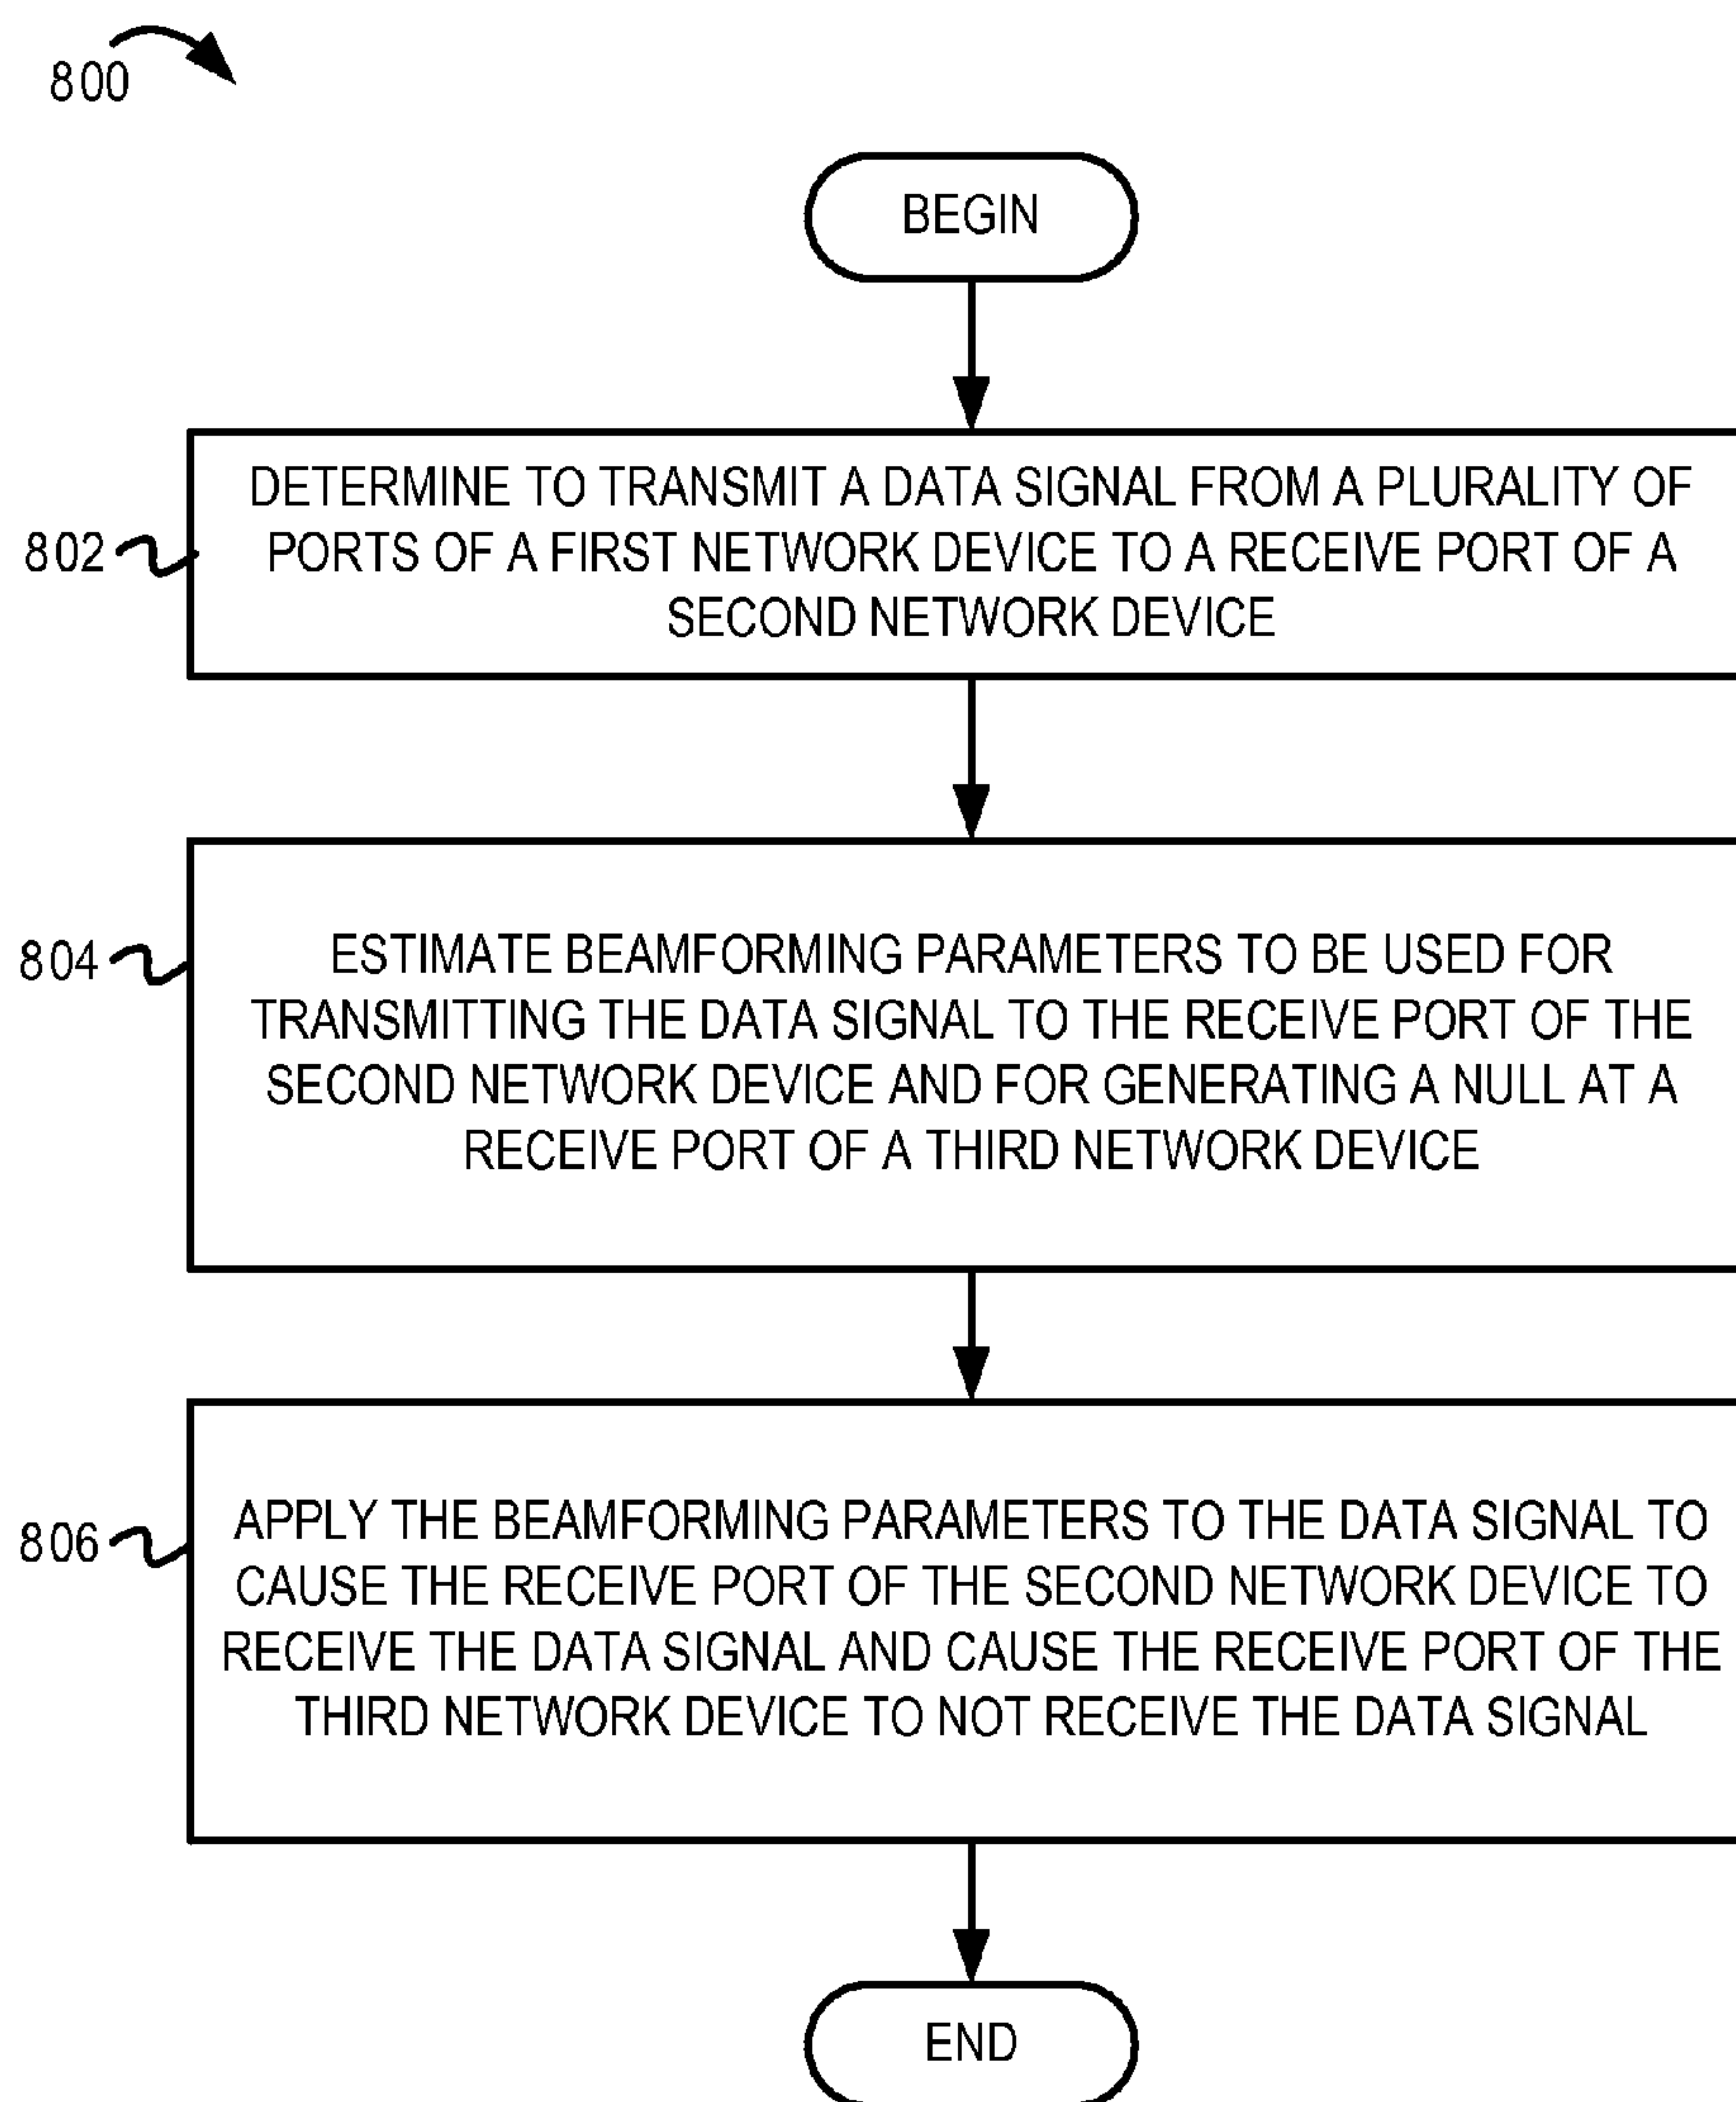 800
BEGIN
802
DETERMINE TO TRANSMIT A DATA SIGNAL FROM A PLURALITY OF
PORTS OF A FIRST NETWORK DEVICE TO A RECEIVE PORT OF A
SECOND NETWORK DEVICE
804
ESTIMATE BEAMFORMING PARAMETERS TO BE USED FOR
TRANSMITTING THE DATA SIGNAL TO THE RECEIVE PORT OF THE
SECOND NETWORK DEVICE AND FOR GENERATING A NULL AT A
RECEIVE PORT OF A THIRD NETWORK DEVICE
806
APPLY THE BEAMFORMING PARAMETERS TO THE DATA SIGNAL TO
CAUSE THE RECEIVE PORT OF THE SECOND NETWORK DEVICE TO
RECEIVE THE DATA SIGNAL AND CAUSE THE RECEIVE PORT OF THE
THIRD NETWORK DEVICE TO NOT RECEIVE THE DATA SIGNAL
END